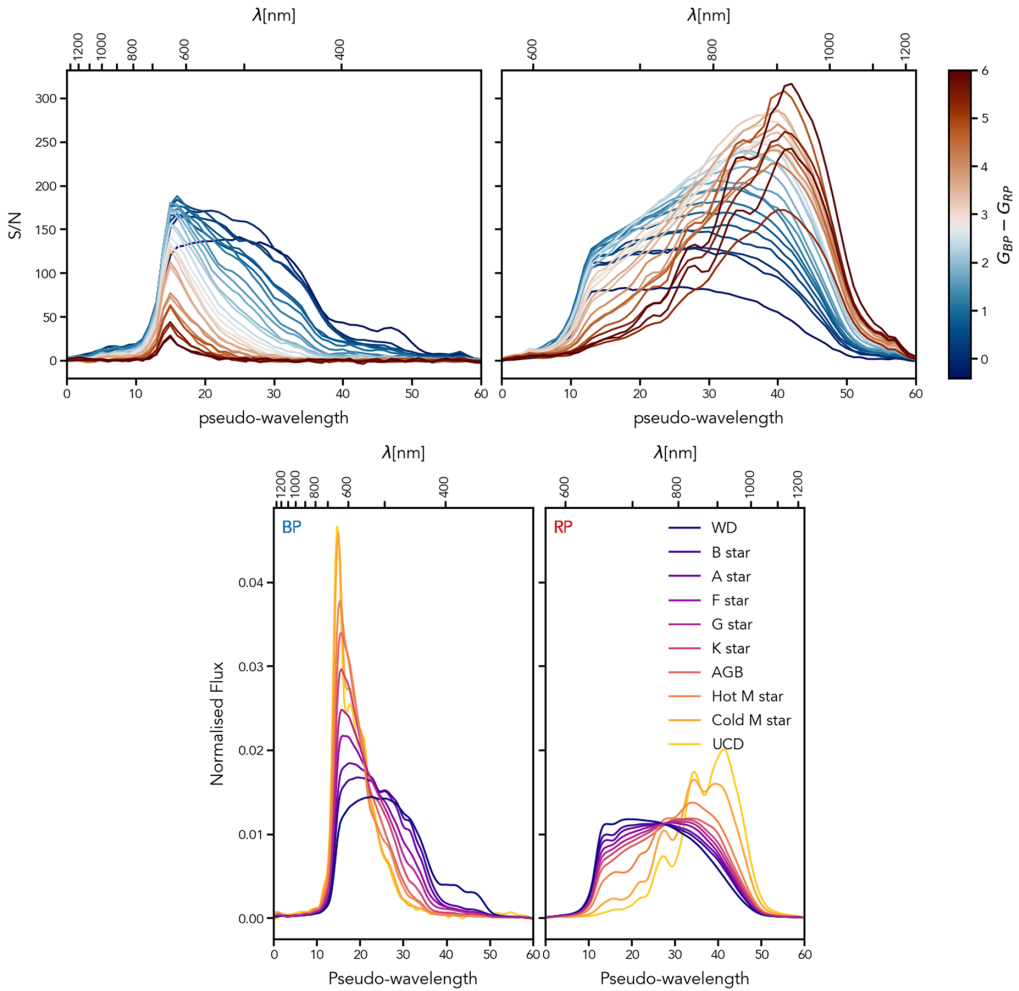 λ[nm] λ[nm]
1200 1000 800 600 400 600 800 1000 1200
300
250
200
150
100
50
0
S/N
0 10 20 30 40 50 60 0 10 20 30 40 50 60
pseudo-wavelength pseudo-wavelength
6
5
4
3
2
1
0
G_BP − G_RP
λ[nm] λ[nm]
1200 1000 800 600 400 600 800 1000 1200
BP RP
WD
B star
A star
F star
G star
K star
AGB
Hot M star
Cold M star
UCD
0.04
0.03
0.02
0.01
0.00
Normalised Flux
0 10 20 30 40 50 60 0 10 20 30 40 50 60
Pseudo-wavelength Pseudo-wavelength